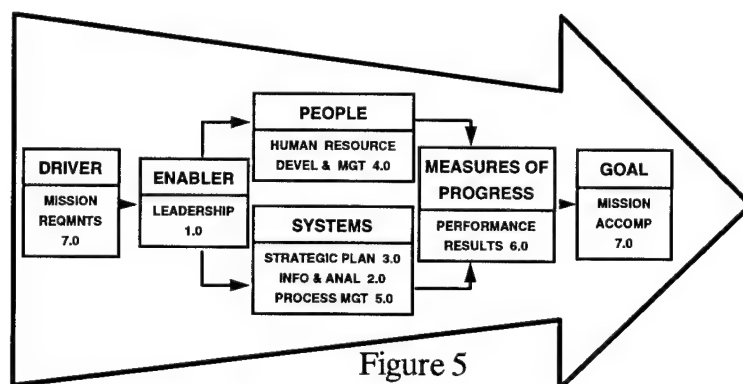 DRIVER
MISSION
REQMNTS
7.0
ENABLER
LEADERSHIP
1.0
PEOPLE
HUMAN RESOURCE
DEVEL & MGT 4.0
SYSTEMS
STRATEGIC PLAN 3.0
INFO & ANAL 2.0
PROCESS MGT 5.0
MEASURES OF
PROGRESS
PERFORMANCE
RESULTS 6.0
GOAL
MISSION
ACCOMP
7.0
Figure 5